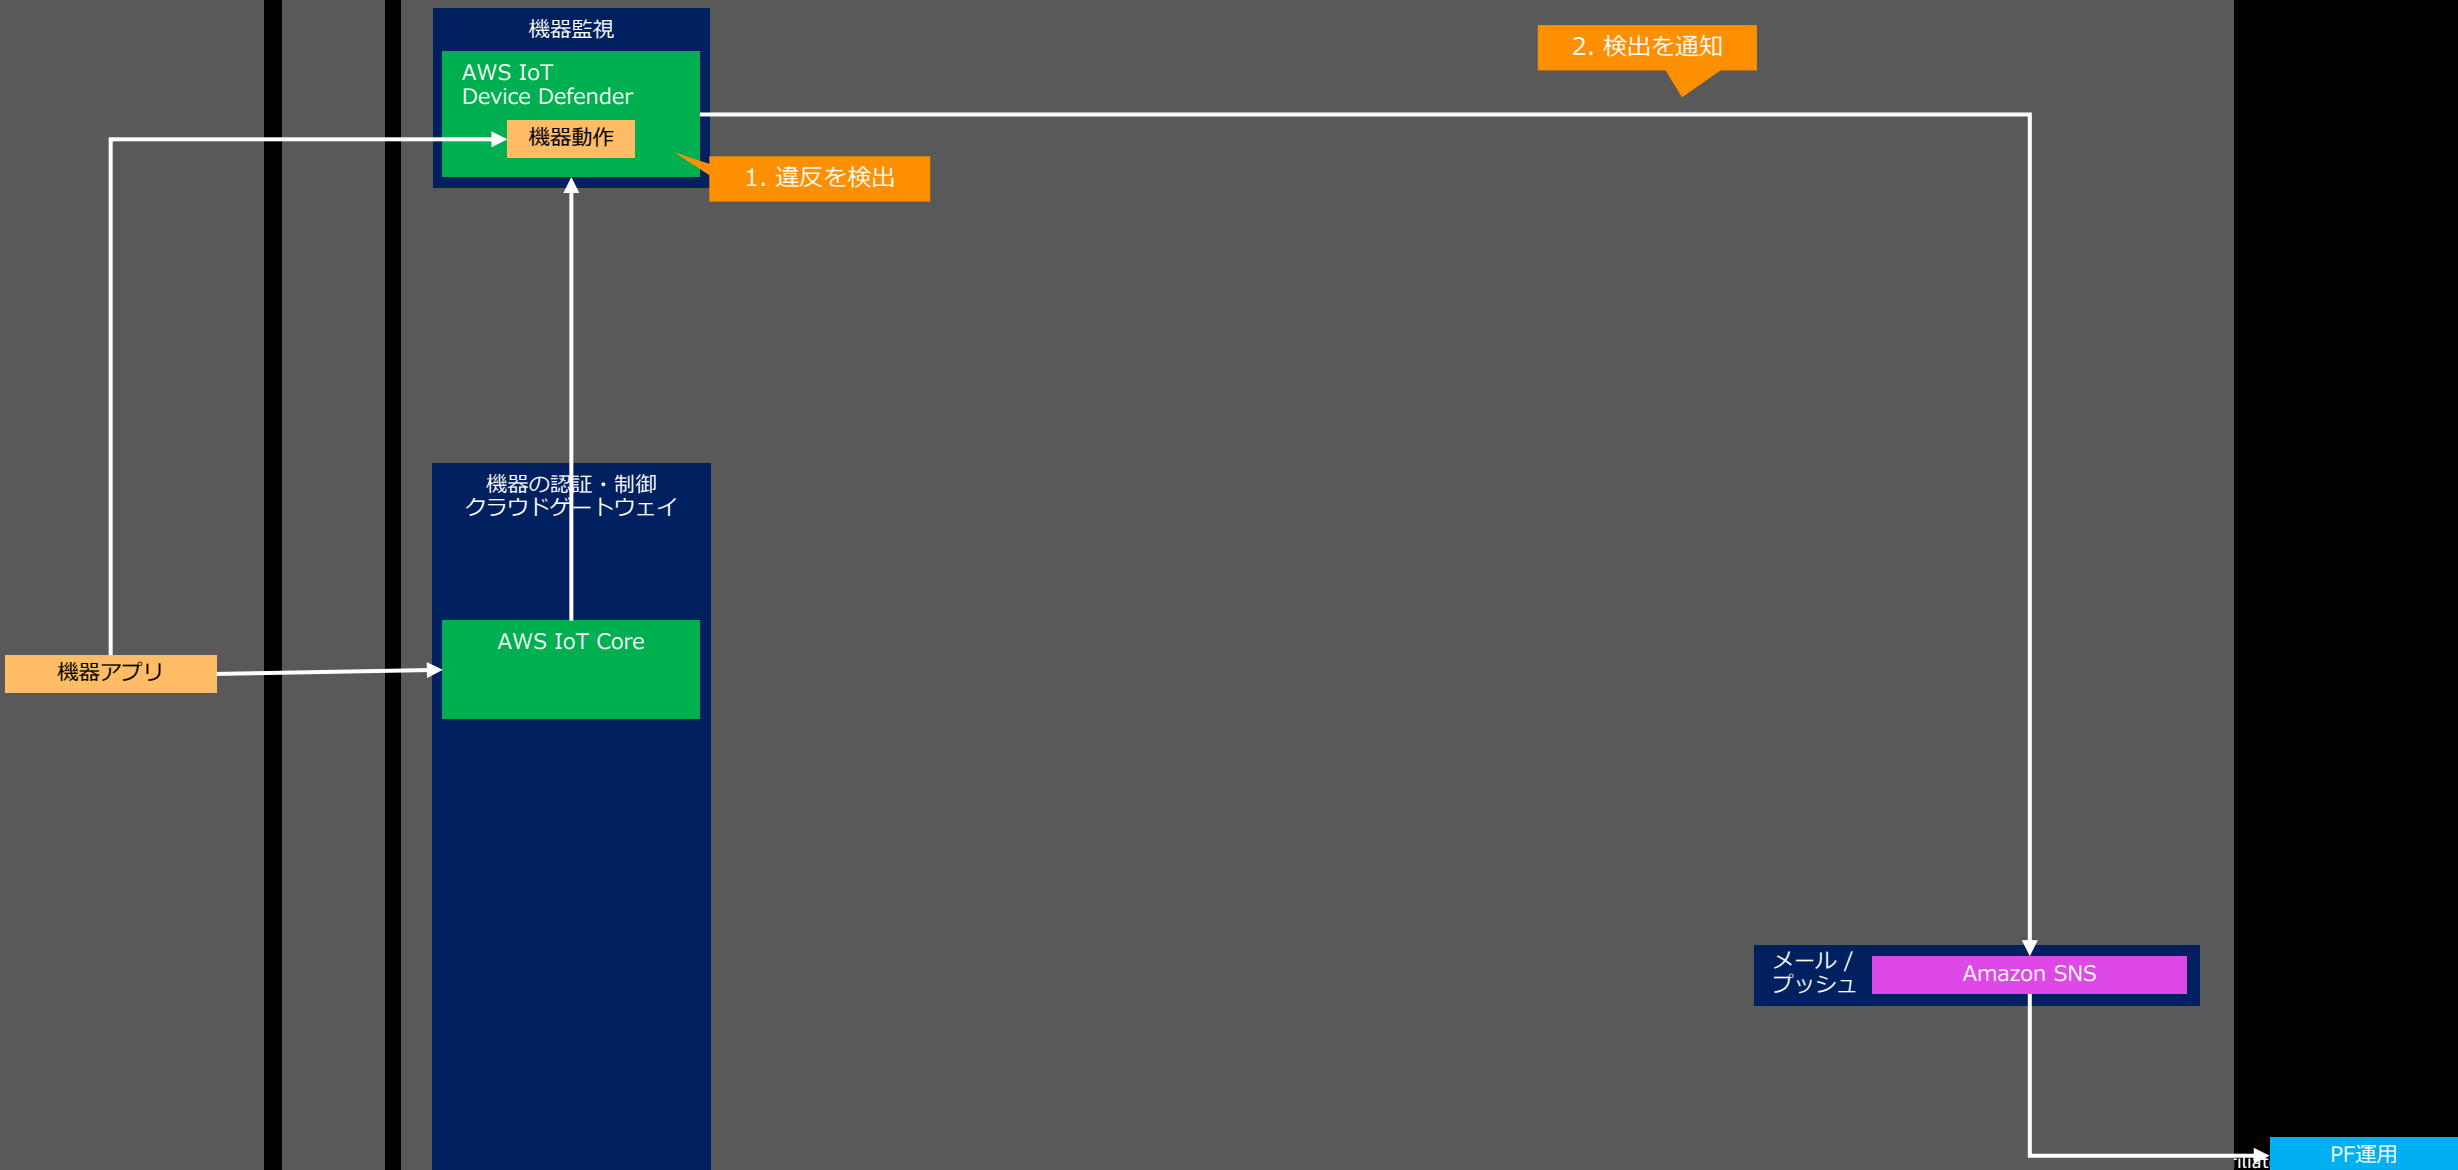 機器監視
AWS IoT
Device Defender
機器動作
1. 違反を検出
2. 検出を通知
機器の認証・制御
クラウドゲートウェイ
AWS IoT Core
機器アプリ
メール /
プッシュ
Amazon SNS
PF運用